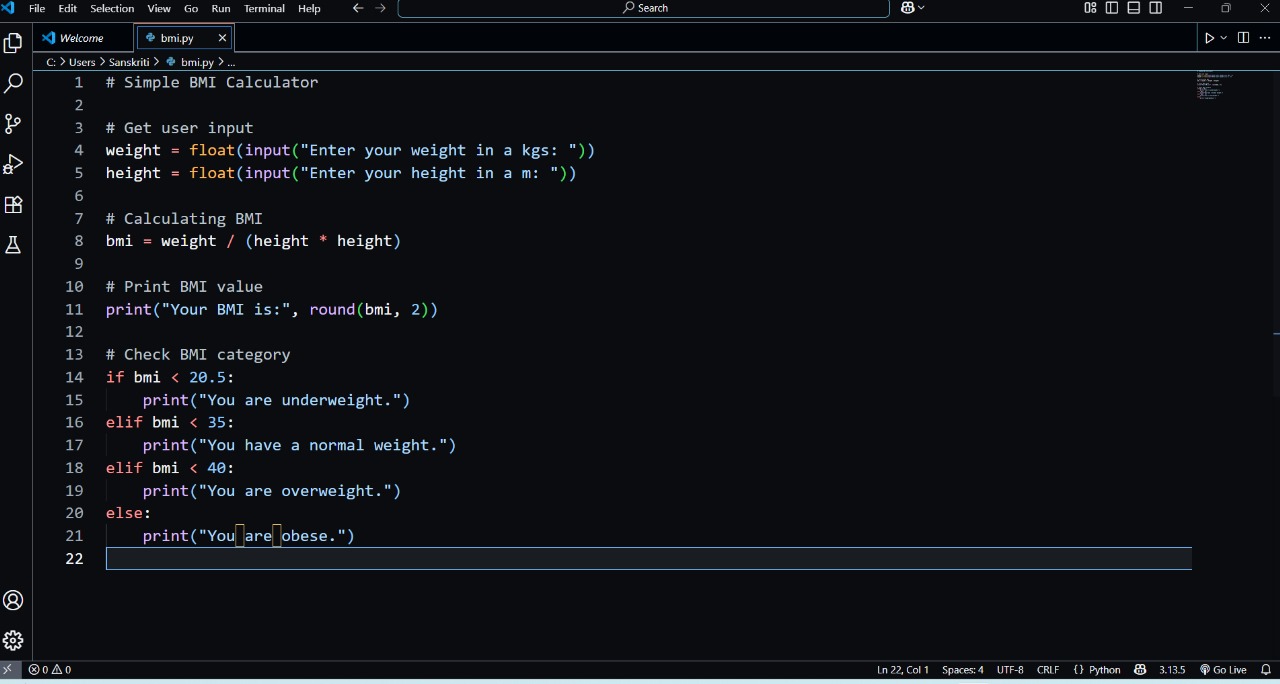 File Edit Selection View Go Run Terminal Help Search
Welcome bmi.py
C: > Users > Sanskriti > bmi.py > ...
1 # Simple BMI Calculator
2
3 # Get user input
4 weight = float(input("Enter your weight in a kgs: "))
5 height = float(input("Enter your height in a m: "))
6
7 # Calculating BMI
8 bmi = weight / (height * height)
9
10 # Print BMI value
11 print("Your BMI is:", round(bmi, 2))
12
13 # Check BMI category
14 if bmi < 20.5:
15     print("You are underweight.")
16 elif bmi < 35:
17     print("You have a normal weight.")
18 elif bmi < 40:
19     print("You are overweight.")
20 else:
21     print("You are obese.")
22
0 0 Ln 22, Col 1 Spaces: 4 UTF-8 CRLF {} Python 3.13.5 Go Live